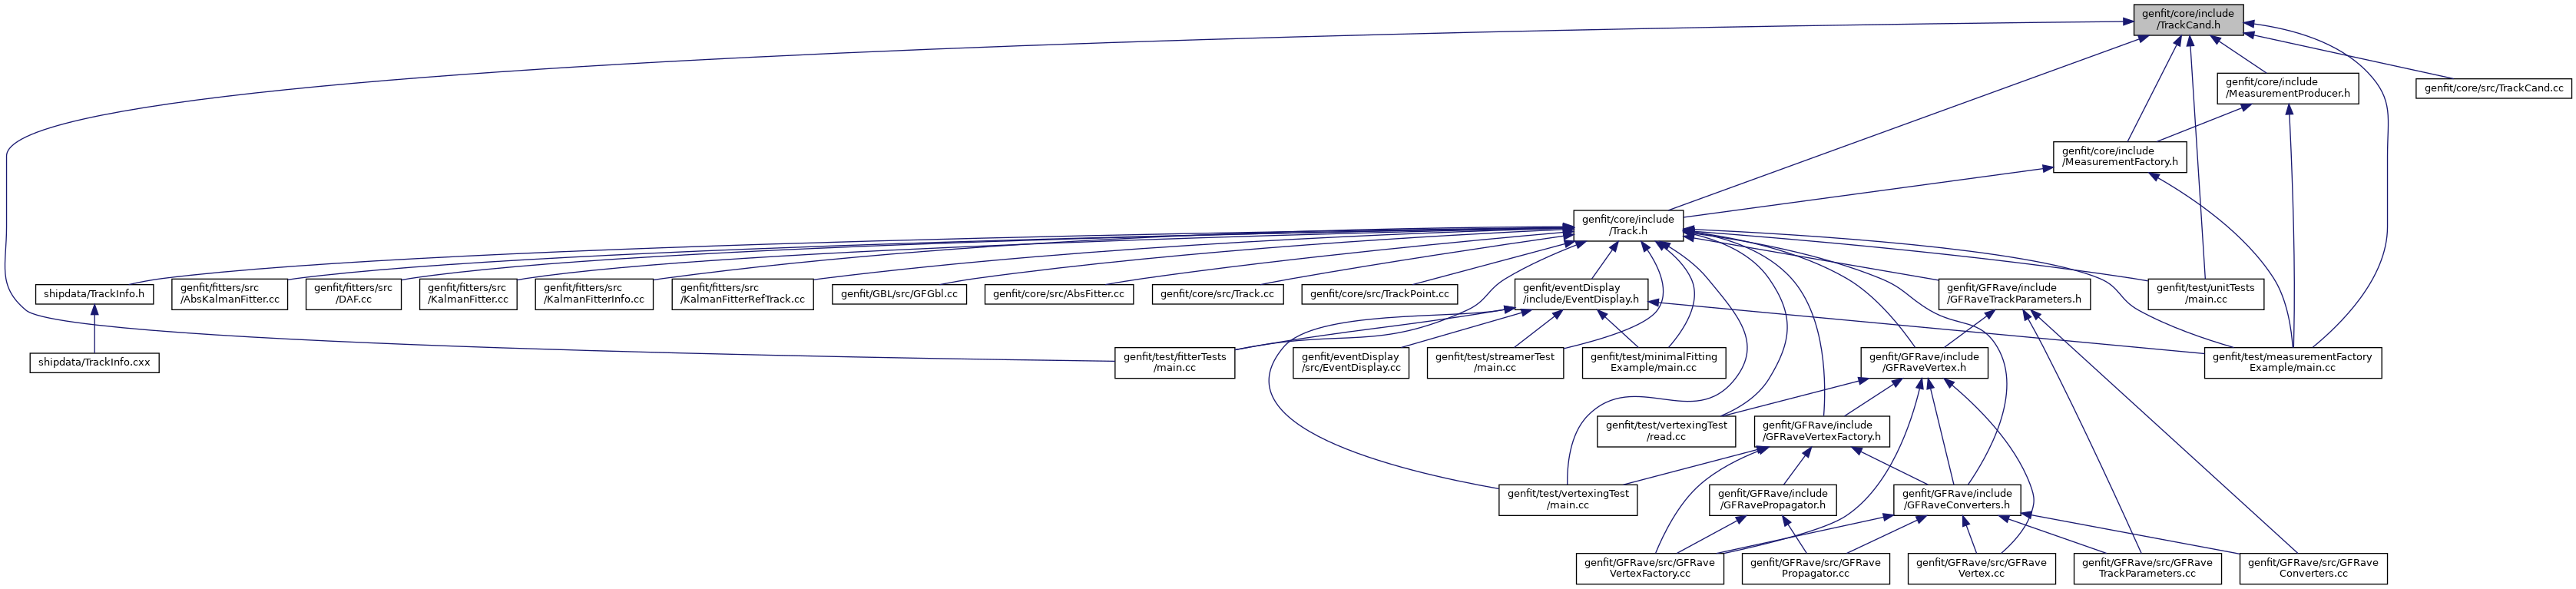 genfit/core/include
/TrackCand.h
genfit/core/include
/MeasurementProducer.h
genfit/core/src/TrackCand.cc
genfit/core/include
/MeasurementFactory.h
genfit/core/include
/Track.h
shipdata/TrackInfo.h
genfit/fitters/src
/AbsKalmanFitter.cc
genfit/fitters/src
/DAF.cc
genfit/fitters/src
/KalmanFitter.cc
genfit/fitters/src
/KalmanFitterInfo.cc
genfit/fitters/src
/KalmanFitterRefTrack.cc
genfit/GBL/src/GFGbl.cc
genfit/core/src/AbsFitter.cc
genfit/core/src/Track.cc
genfit/core/src/TrackPoint.cc
genfit/eventDisplay
/include/EventDisplay.h
genfit/GFRave/include
/GFRaveTrackParameters.h
genfit/test/unitTests
/main.cc
shipdata/TrackInfo.cxx
genfit/test/fitterTests
/main.cc
genfit/eventDisplay
/src/EventDisplay.cc
genfit/test/streamerTest
/main.cc
genfit/test/minimalFitting
Example/main.cc
genfit/GFRave/include
/GFRaveVertex.h
genfit/test/measurementFactory
Example/main.cc
genfit/test/vertexingTest
/read.cc
genfit/GFRave/include
/GFRaveVertexFactory.h
genfit/test/vertexingTest
/main.cc
genfit/GFRave/include
/GFRavePropagator.h
genfit/GFRave/include
/GFRaveConverters.h
genfit/GFRave/src/GFRave
VertexFactory.cc
genfit/GFRave/src/GFRave
Propagator.cc
genfit/GFRave/src/GFRave
Vertex.cc
genfit/GFRave/src/GFRave
TrackParameters.cc
genfit/GFRave/src/GFRave
Converters.cc